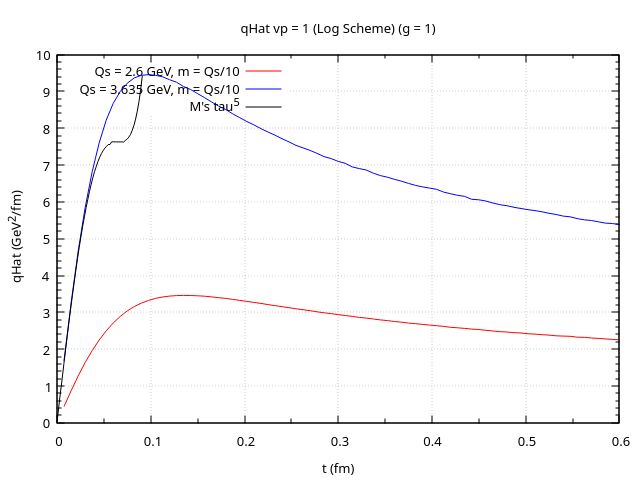 qHat vp = 1 (Log Scheme) (g = 1)
10
9
8
7
6
5
4
3
2
1
0
qHat (GeV²/fm)
Qs = 2.6 GeV, m = Qs/10
Qs = 3.635 GeV, m = Qs/10
M's tau⁵
0 0.1 0.2 0.3 0.4 0.5 0.6
t (fm)